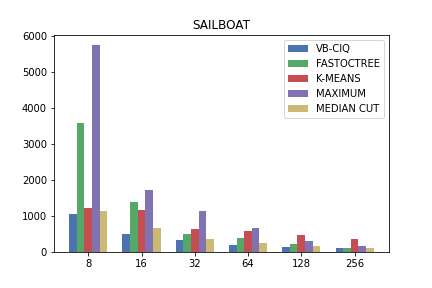 SAILBOAT
6000
5000
4000
3000
2000
1000
0
8 16 32 64 128 256
VB-CIQ
FASTOCTREE
K-MEANS
MAXIMUM
MEDIAN CUT